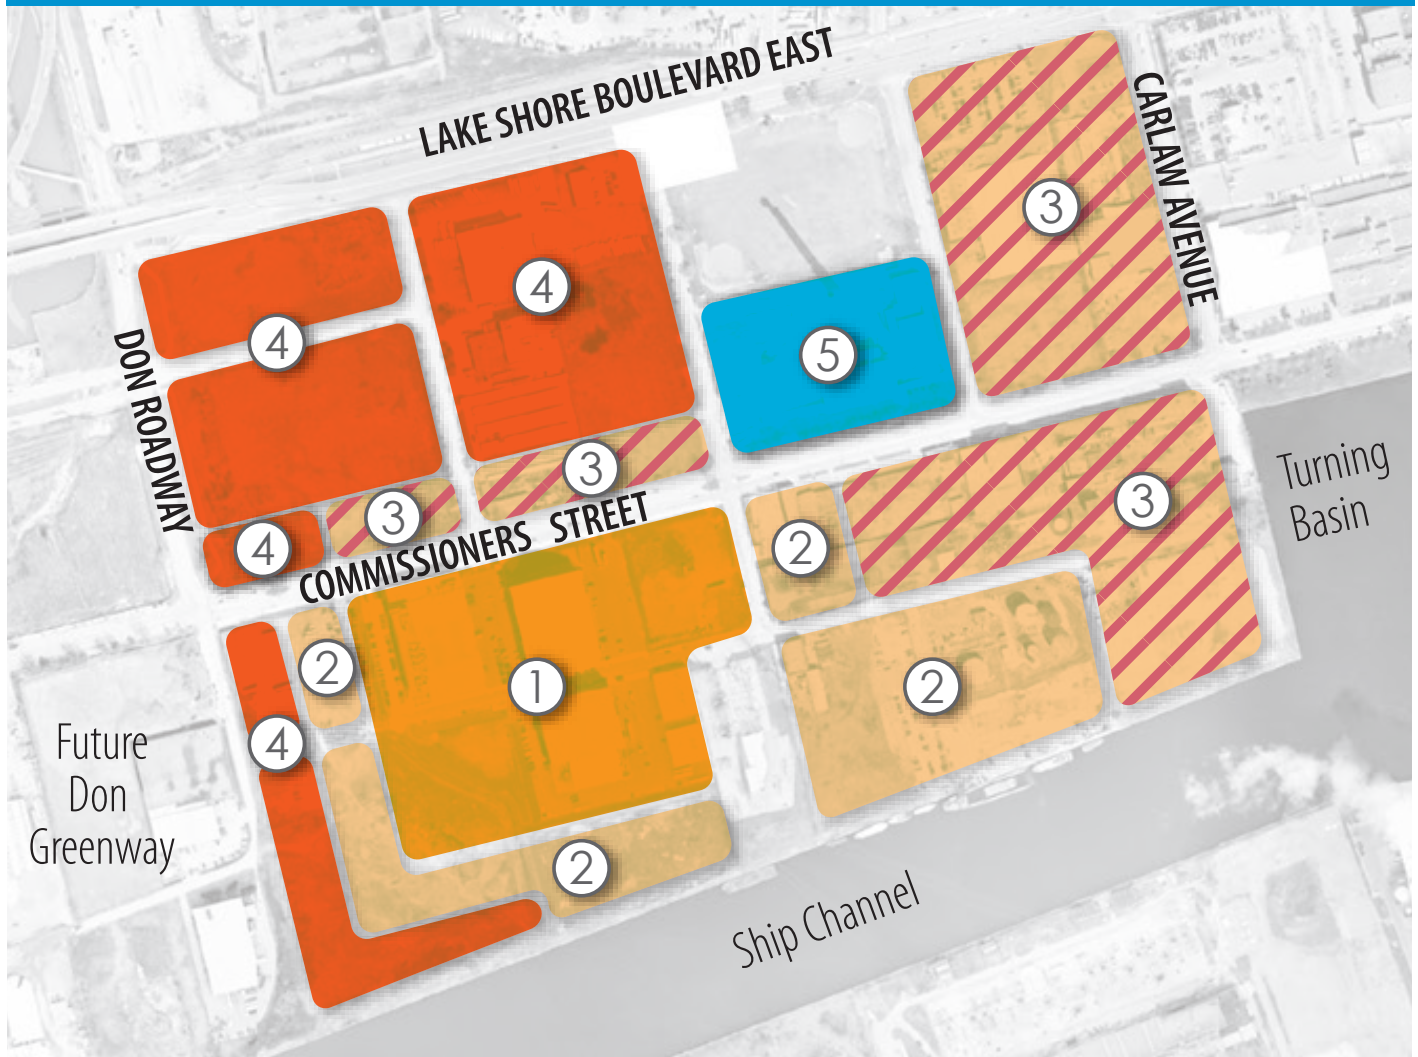 LAKE SHORE BOULEVARD EAST
CARLAW AVENUE
3
4
5
4
DON ROADWAY
3
3
4
COMMISSIONERS STREET
Turning
Basin
3
2
2
1
2
4
Future
Don
Greenway
2
Ship Channel